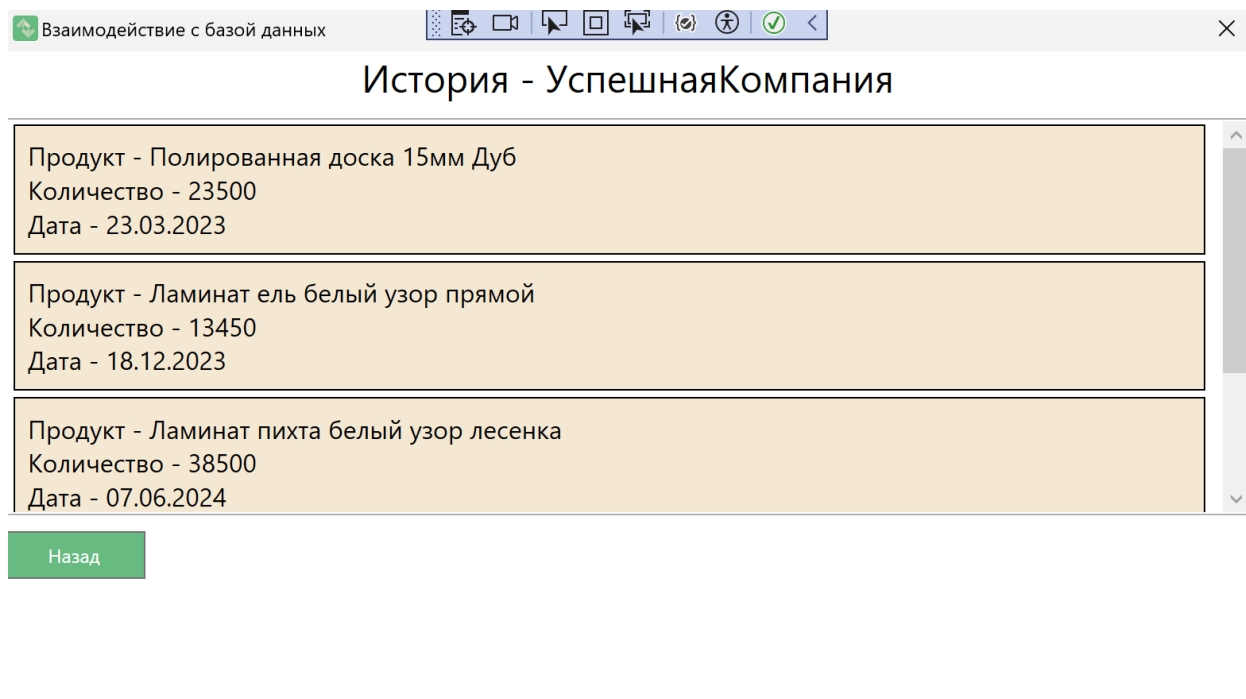 Взаимодействие с базой данных
История - УспешнаяКомпания
Продукт - Полированная доска 15мм Дуб
Количество - 23500
Дата - 23.03.2023
Продукт - Ламинат ель белый узор прямой
Количество - 13450
Дата - 18.12.2023
Продукт - Ламинат пихта белый узор лесенка
Количество - 38500
Дата - 07.06.2024
Назад